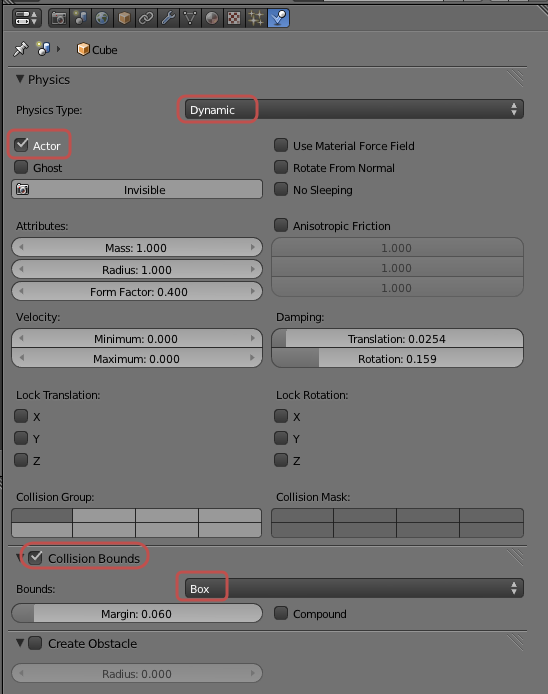 Cube
Physics
Physics Type: Dynamic
Actor Use Material Force Field
Ghost Rotate From Normal
Invisible No Sleeping
Attributes: Anisotropic Friction
Mass: 1.000 1.000
Radius: 1.000 1.000
Form Factor: 0.400 1.000
Velocity: Damping:
Minimum: 0.000 Translation: 0.0254
Maximum: 0.000 Rotation: 0.159
Lock Translation: Lock Rotation:
X X
Y Y
Z Z
Collision Group: Collision Mask:
Collision Bounds
Bounds: Box
Margin: 0.060 Compound
Create Obstacle
Radius: 0.000